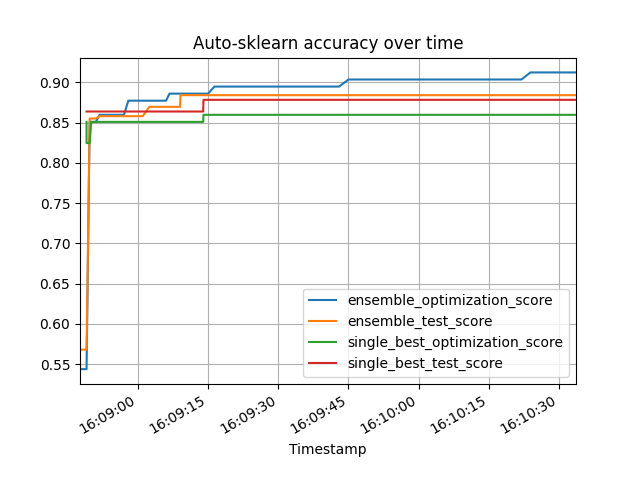 Auto-sklearn accuracy over time
0.90
0.85
0.80
0.75
0.70
0.65
0.60
0.55
ensemble_optimization_score
ensemble_test_score
single_best_optimization_score
single_best_test_score
16:09:00
16:09:15
16:09:30
16:09:45
16:10:00
16:10:15
16:10:30
Timestamp